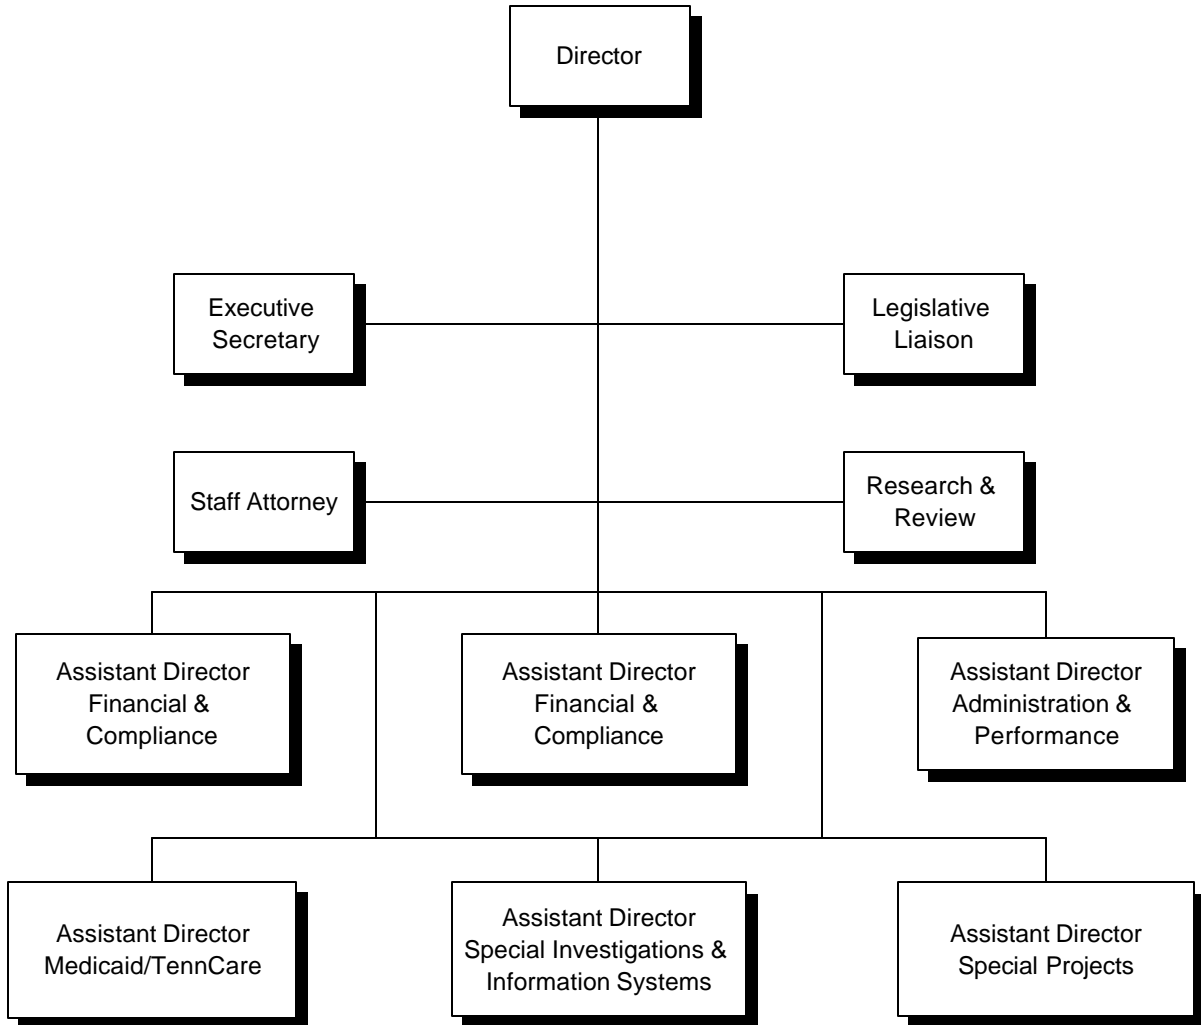 Director
Executive
Secretary
Legislative
Liaison
Staff Attorney
Research &
Review
Assistant Director
Financial &
Compliance
Assistant Director
Financial &
Compliance
Assistant Director
Administration &
Performance
Assistant Director
Medicaid/TennCare
Assistant Director
Special Investigations &
Information Systems
Assistant Director
Special Projects